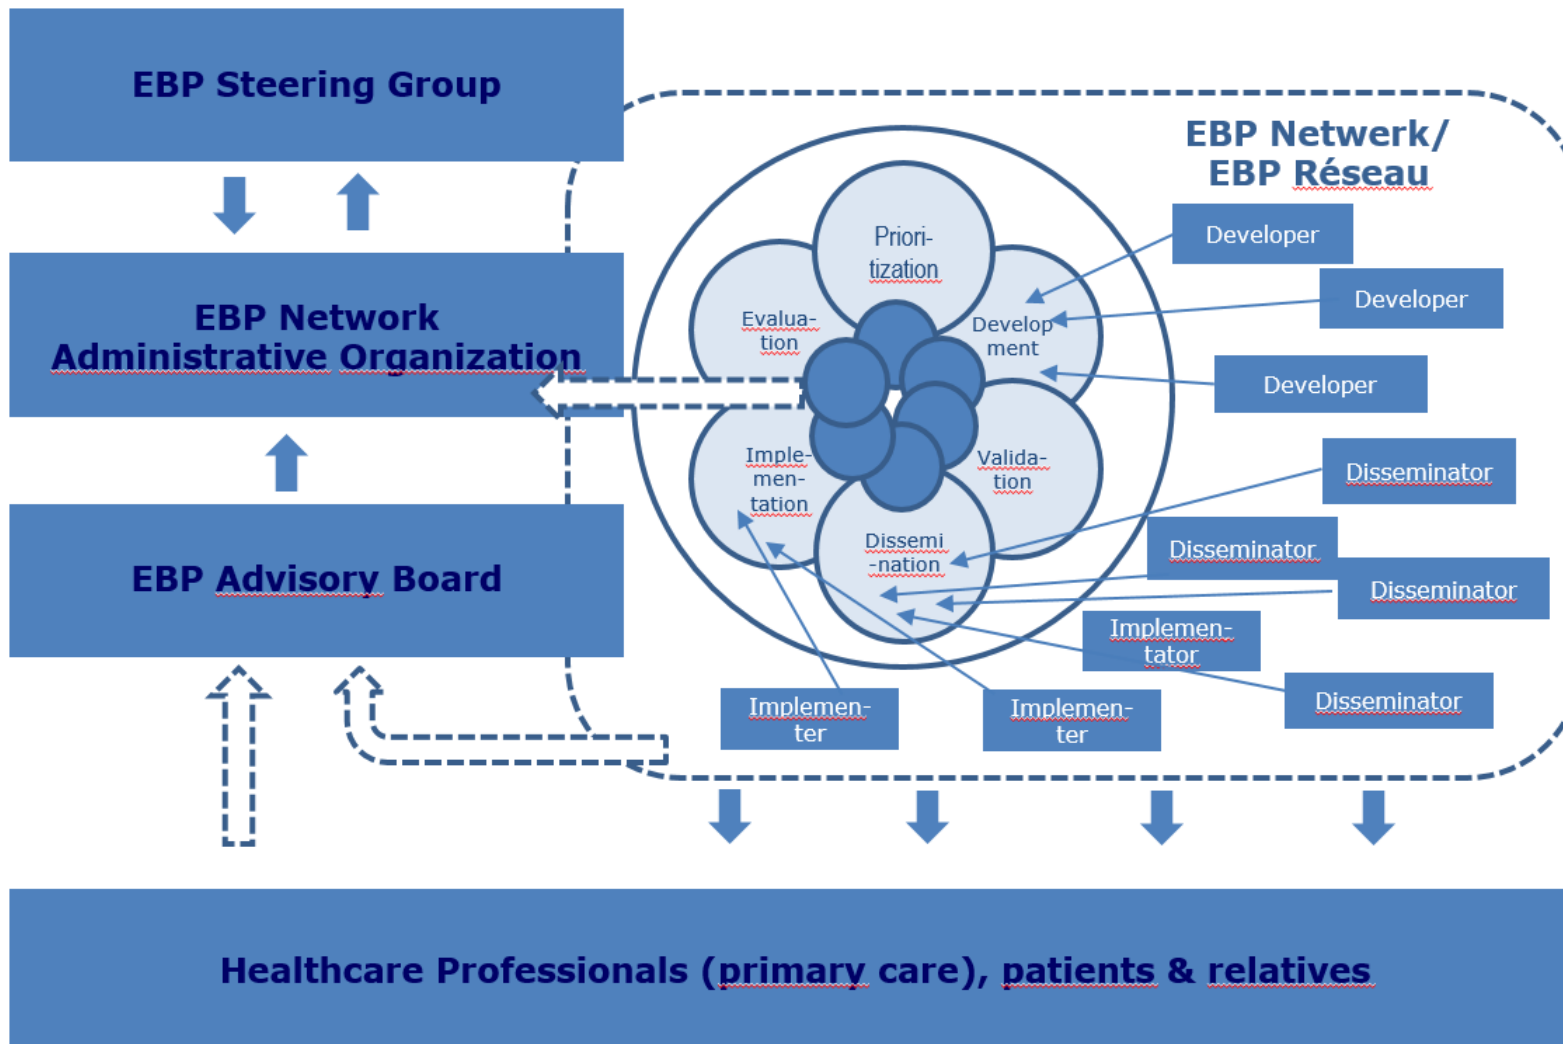 EBP Steering Group
EBP Network
Administrative Organization
EBP Advisory Board
EBP Netwerk/
EBP Réseau
Priori-
tization
Evalua-
tion
Develop
ment
Imple-
men-
tation
Valida-
tion
Dissemi
-nation
Developer
Developer
Developer
Disseminator
Disseminator
Disseminator
Implemen-
tator
Disseminator
Implemen-
ter
Implemen-
ter
Healthcare Professionals (primary care), patients & relatives